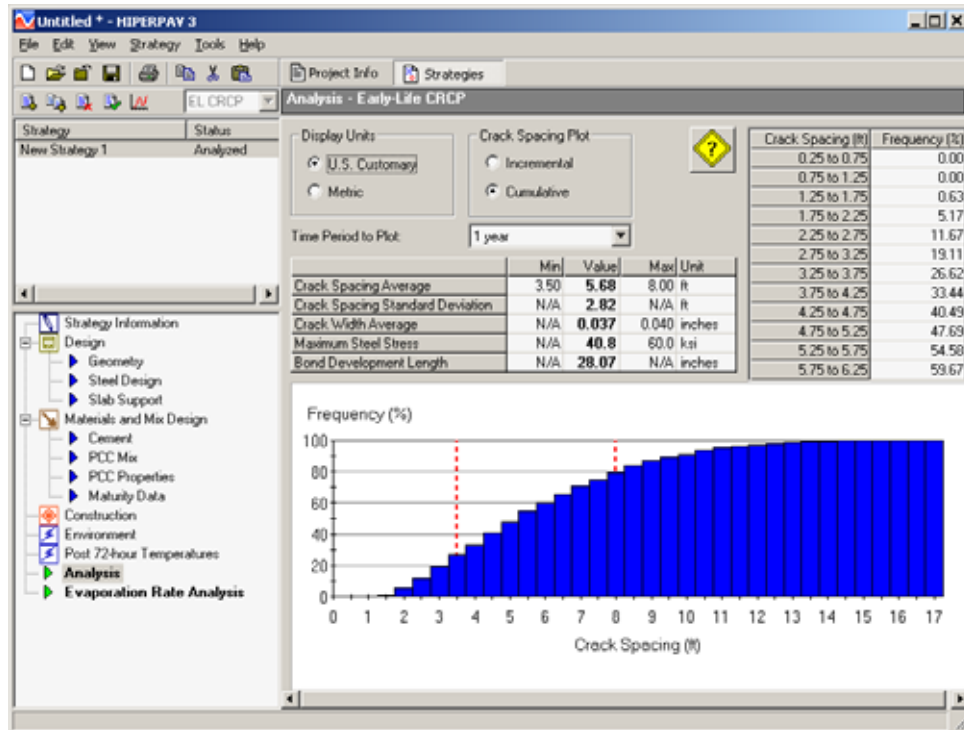 Untitled * - HIPERPAV 3
File Edit View Strategy Tools Help
Project Info Strategies
EL CRCP
Analysis - Early-Life CRCP
Strategy Status
New Strategy 1 Analyzed
Display Units
U.S. Customary
Metric
Crack Spacing Plot
Incremental
Cumulative
?
Time Period to Plot: 1 year
Min Value Max Unit
Crack Spacing Average 3.50 5.68 8.00 ft
Crack Spacing Standard Deviation N/A 2.82 N/A ft
Crack Width Average N/A 0.037 0.040 inches
Maximum Steel Stress N/A 40.8 60.0 ksi
Bond Development Length N/A 28.07 N/A inches
Crack Spacing (ft) Frequency (%)
0.25 to 0.75 0.00
0.75 to 1.25 0.00
1.25 to 1.75 0.63
1.75 to 2.25 5.17
2.25 to 2.75 11.67
2.75 to 3.25 19.11
3.25 to 3.75 26.62
3.75 to 4.25 33.44
4.25 to 4.75 40.49
4.75 to 5.25 47.69
5.25 to 5.75 54.58
5.75 to 6.25 59.67
Strategy Information
Design
Geometry
Steel Design
Slab Support
Materials and Mix Design
Cement
PCC Mix
PCC Properties
Maturity Data
Construction
Environment
Post 72-hour Temperatures
Analysis
Evaporation Rate Analysis
Frequency (%)
100
80
60
40
20
0
0 1 2 3 4 5 6 7 8 9 10 11 12 13 14 15 16 17
Crack Spacing (ft)